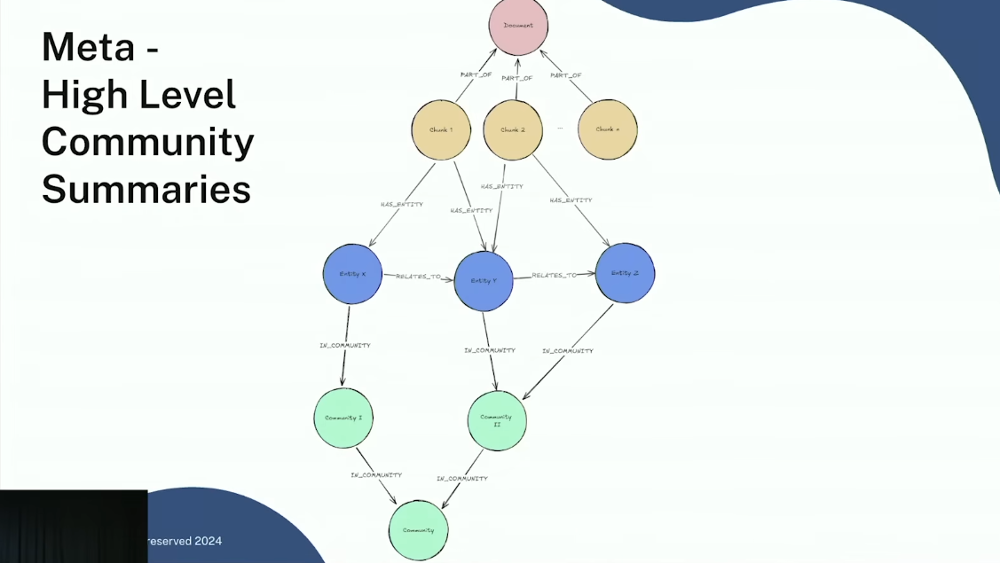 Meta -
High Level
Community
Summaries
Document
PART_OF
PART_OF
PART_OF
Chunk 1
Chunk 2
...
Chunk n
HAS_ENTITY
HAS_ENTITY
HAS_ENTITY
HAS_ENTITY
Entity X
RELATES_TO
Entity Y
RELATES_TO
Entity Z
IN_COMMUNITY
IN_COMMUNITY
IN_COMMUNITY
Community I
Community
II
IN_COMMUNITY
IN_COMMUNITY
Community
reserved 2024